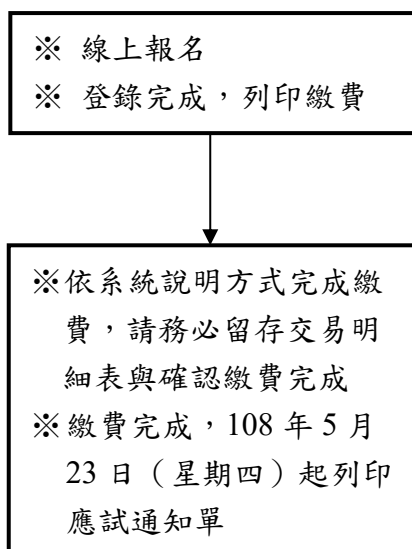 ※ 線上報名
※ 登錄完成，列印繳費
※依系統說明方式完成繳
費，請務必留存交易明
細表與確認繳費完成
※繳費完成，108 年 5 月
23 日（星期四）起列印
應試通知單